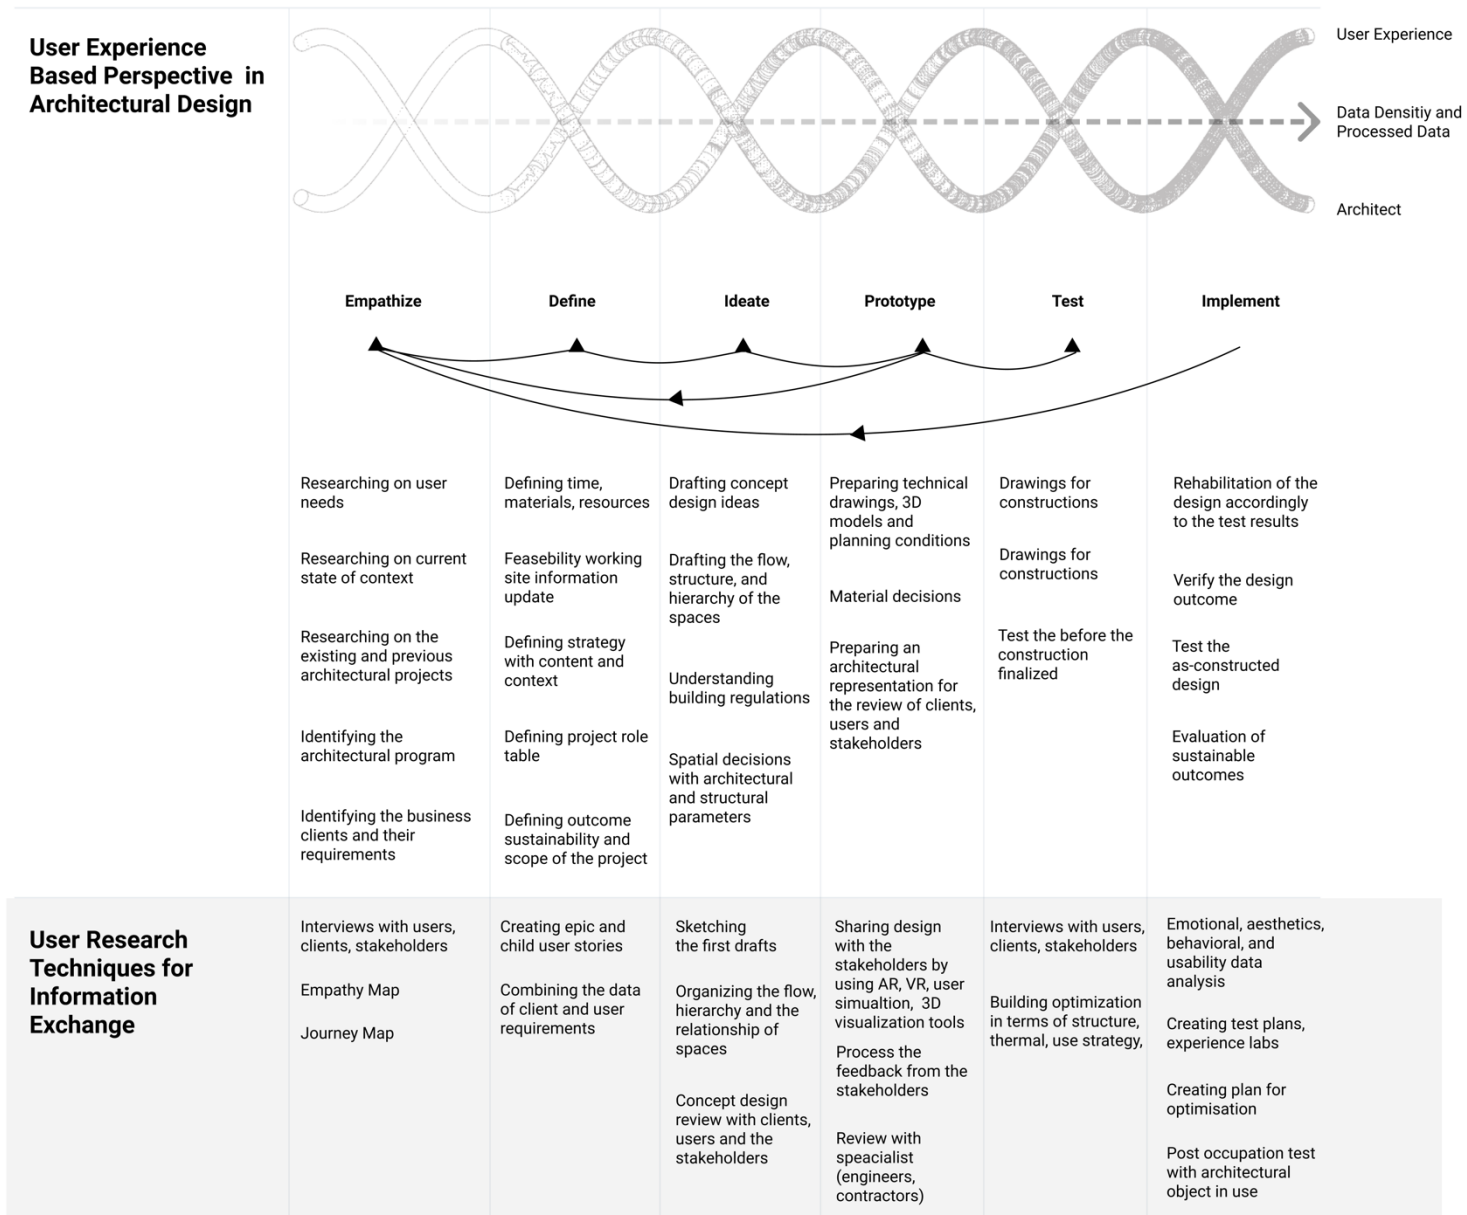 User Experience
Based Perspective in
Architectural Design
User Experience
Data Densitiy and
Processed Data
Architect
Empathize
Define
Ideate
Prototype
Test
Implement
Researching on user
needs
Researching on current
state of context
Researching on the
existing and previous
architectural projects
Identifying the
architectural program
Identifying the business
clients and their
requirements
Defining time,
materials, resources
Feasebility working
site information
update
Defining strategy
with content and
context
Defining project role
table
Defining outcome
sustainability and
scope of the project
Drafting concept
design ideas
Drafting the flow,
structure, and
hierarchy of the
spaces
Understanding
building regulations
Spatial decisions
with architectural
and structural
parameters
Preparing technical
drawings, 3D
models and
planning conditions
Material decisions
Preparing an
architectural
representation for
the review of clients,
users and
stakeholders
Drawings for
constructions
Drawings for
constructions
Test the before the
construction
finalized
Rehabilitation of the
design accordingly
to the test results
Verify the design
outcome
Test the
as-constructed
design
Evaluation of
sustainable
outcomes
User Research
Techniques for
Information
Exchange
Interviews with users,
clients, stakeholders
Empathy Map
Journey Map
Creating epic and
child user stories
Combining the data
of client and user
requirements
Sketching
the first drafts
Organizing the flow,
hierarchy and the
relationship of
spaces
Concept design
review with clients,
users and the
stakeholders
Sharing design
with the
stakeholders by
using AR, VR, user
simualtion, 3D
visualization tools
Process the
feedback from the
stakeholders
Review with
speacialist
(engineers,
contractors)
Interviews with users,
clients, stakeholders
Building optimization
in terms of structure,
thermal, use strategy,
Emotional, aesthetics,
behavioral, and
usability data
analysis
Creating test plans,
experience labs
Creating plan for
optimisation
Post occupation test
with architectural
object in use